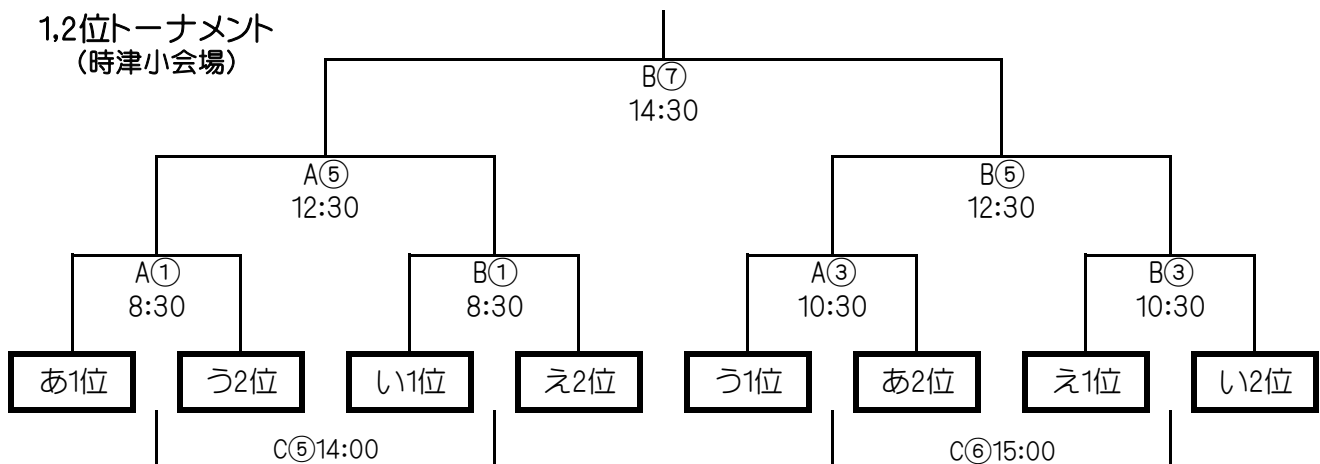 1,2位トーナメント
(時津小会場)
B⑦
14:30
A⑤
12:30
B⑤
12:30
A①
8:30
B①
8:30
A③
10:30
B③
10:30
あ1位
う2位
い1位
え2位
う1位
あ2位
え1位
い2位
C⑤14:00
C⑥15:00